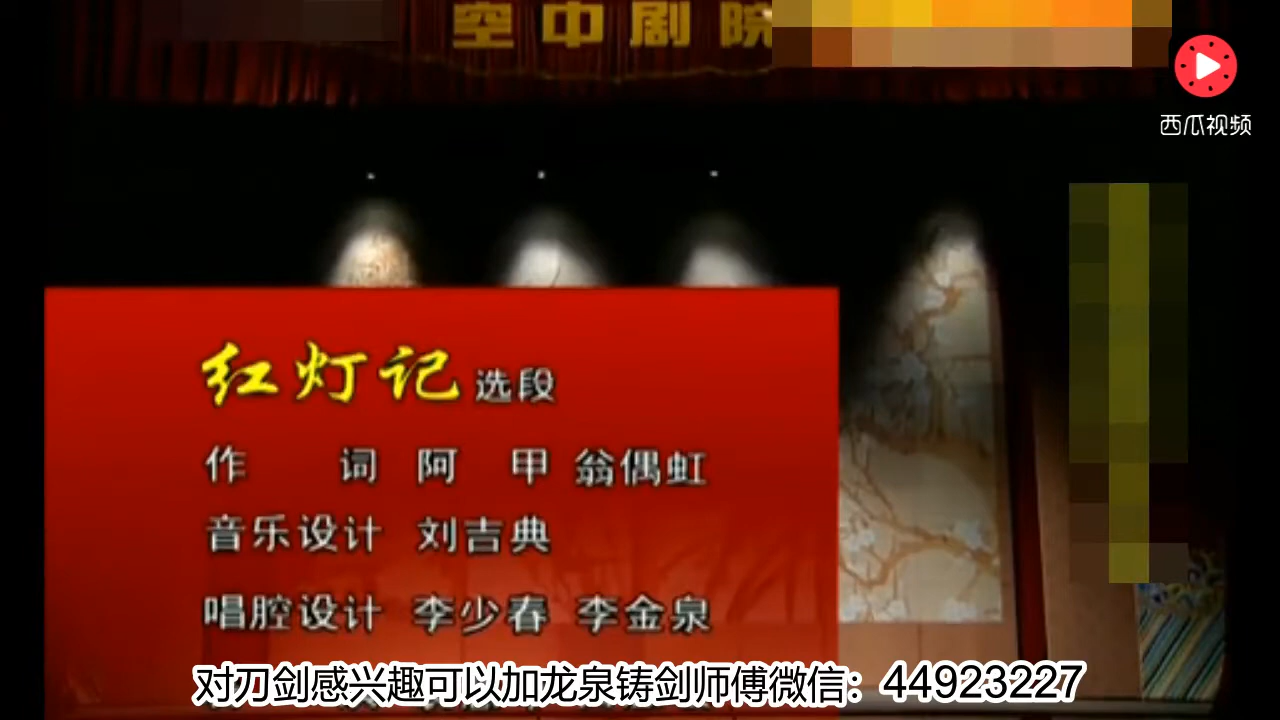 空中剧院
西瓜视频
红灯记 选段
作 词 阿 甲 翁偶虹
音乐设计 刘吉典
唱腔设计 李少春 李金泉
对刀剑感兴趣可以加龙泉铸剑师傅微信：44923227